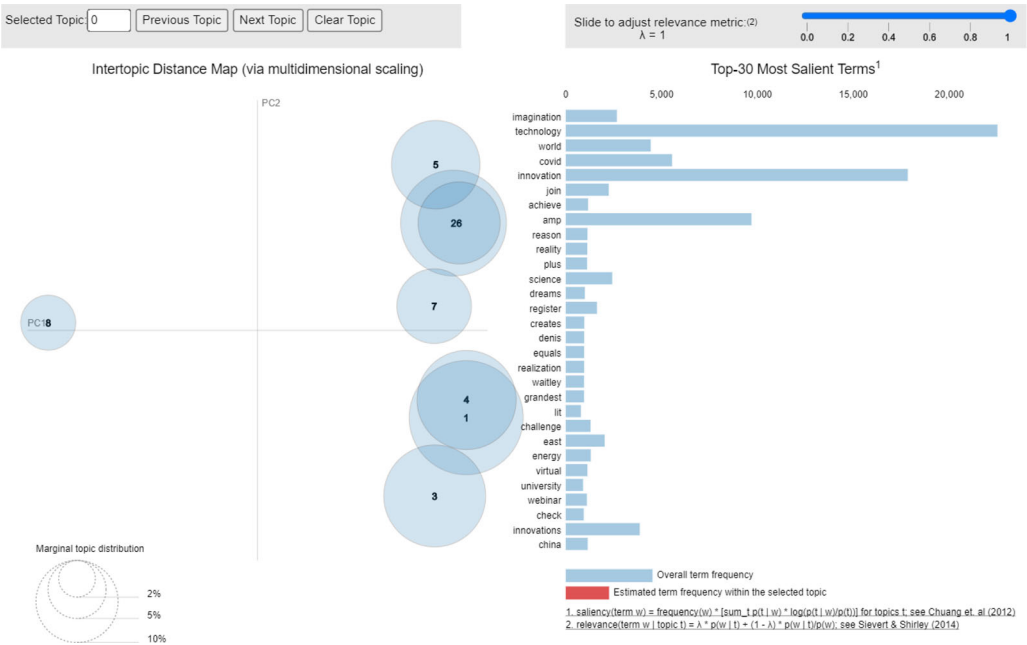 Selected Topic: 0 Previous Topic Next Topic Clear Topic
Slide to adjust relevance metric:(2)
λ = 1
0.0 0.2 0.4 0.6 0.8 1
Intertopic Distance Map (via multidimensional scaling)
PC2
PC1
5
26
7
8
4
1
3
Marginal topic distribution
2%
5%
10%
Top-30 Most Salient Terms1
0 5,000 10,000 15,000 20,000
imagination
technology
world
covid
innovation
join
achieve
amp
reason
reality
plus
science
dreams
register
creates
denis
equals
realization
waitley
grandest
lit
challenge
east
energy
virtual
university
webinar
check
innovations
china
Overall term frequency
Estimated term frequency within the selected topic
1. saliency(term w) = frequency(w) * [sum_t p(t | w) * log(p(t | w)/p(t))] for topics t; see Chuang et. al (2012)
2. relevance(term w | topic t) = λ * p(w | t) + (1 - λ) * p(w | t)/p(w); see Sievert & Shirley (2014)